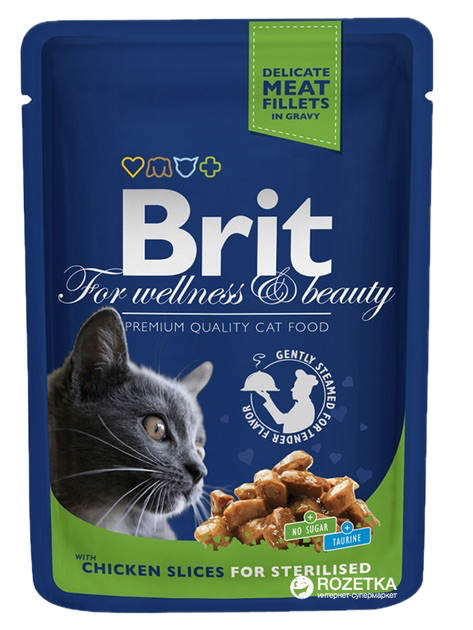 DELICATE
MEAT
FILLETS
IN GRAVY
Brit
For wellness & beauty
PREMIUM QUALITY CAT FOOD
GENTLY STEAMED FOR TENDER FLAVOR
+
NO SUGAR
+
TAURINE
WITH
CHICKEN SLICES FOR STERILISED
ROZETKA
интернет-супермаркет